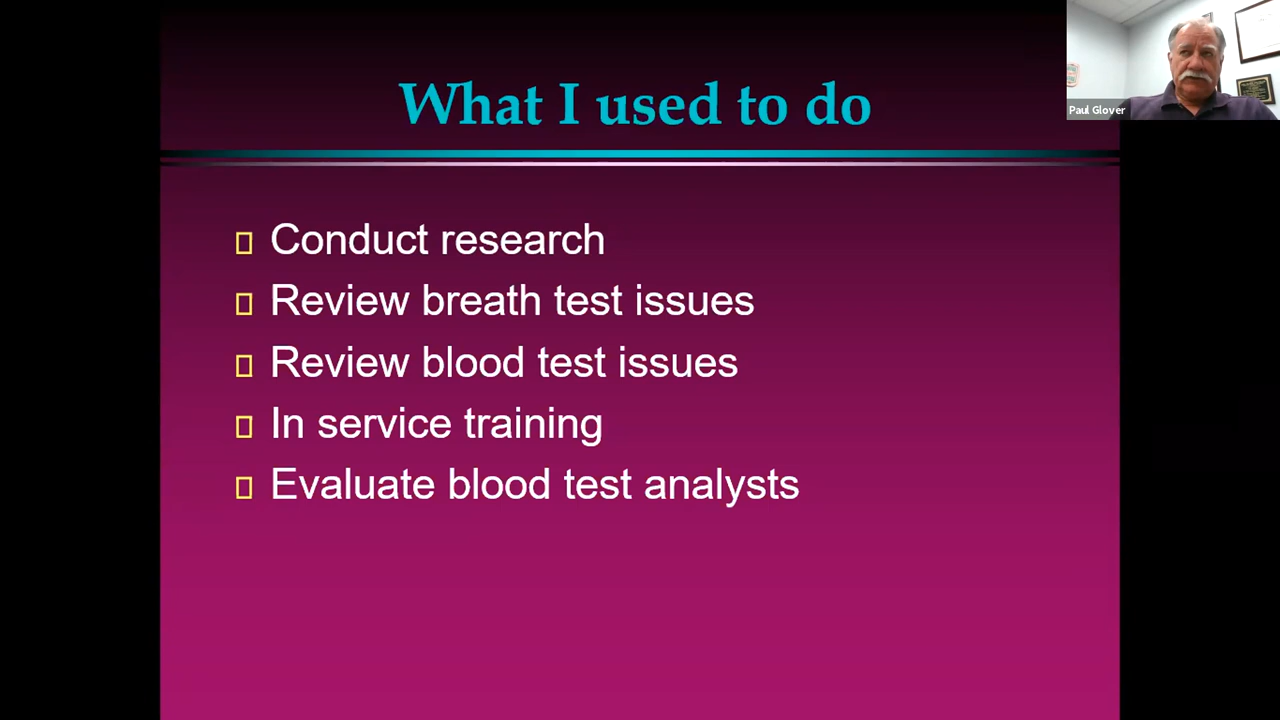 What I used to do
Paul Glover
Conduct research
Review breath test issues
Review blood test issues
In service training
Evaluate blood test analysts